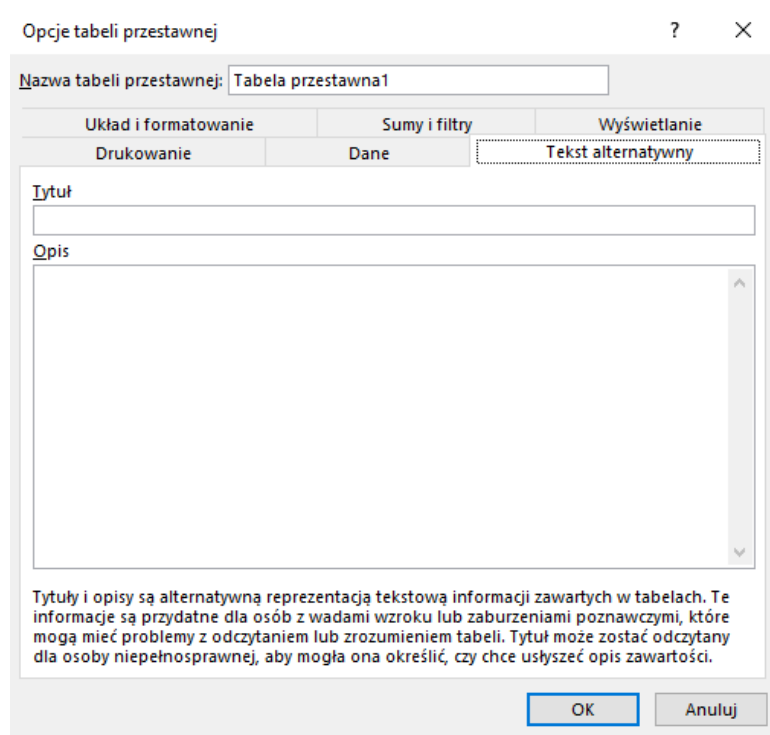 Opcje tabeli przestawnej
Nazwa tabeli przestawnej: Tabela przestawna1
Układ i formatowanie Sumy i filtry Wyświetlanie
Drukowanie Dane Tekst alternatywny
Tytuł
Opis
Tytuły i opisy są alternatywną reprezentacją tekstową informacji zawartych w tabelach. Te
informacje są przydatne dla osób z wadami wzroku lub zaburzeniami poznawczymi, które
mogą mieć problemy z odczytaniem lub zrozumieniem tabeli. Tytuł może zostać odczytany
dla osoby niepełnosprawnej, aby mogła ona określić, czy chce usłyszeć opis zawartości.
OK Anuluj